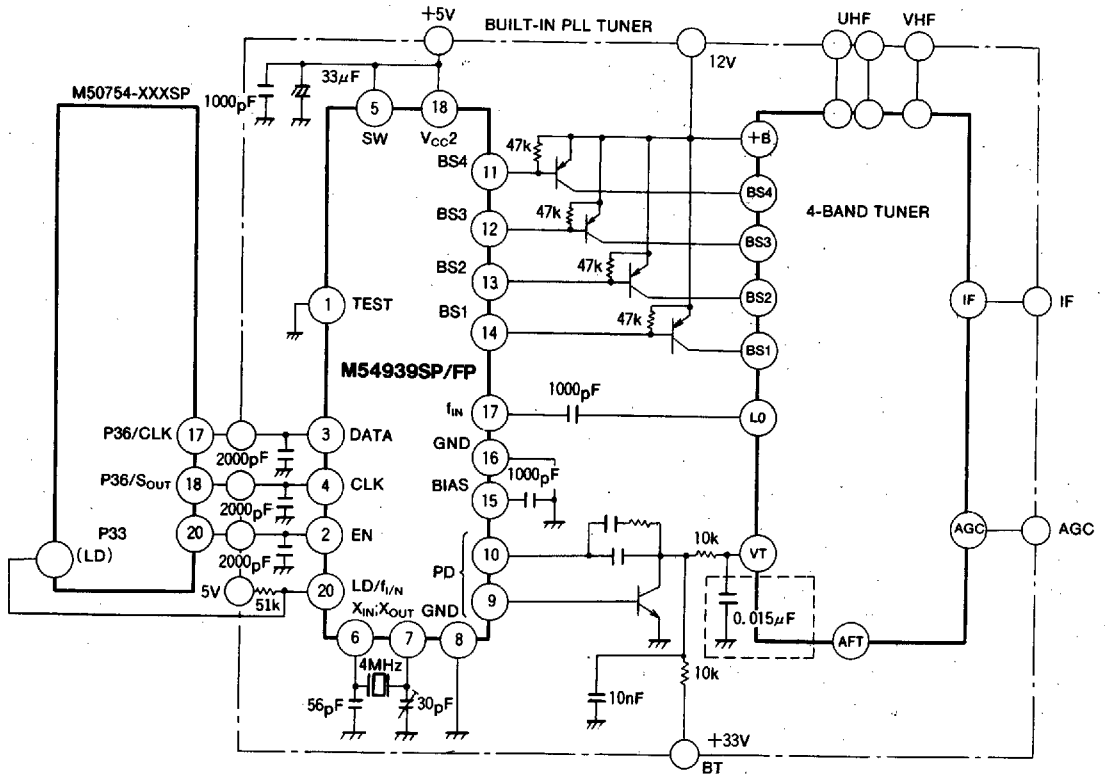 BUILT-IN PLL TUNER
+5V
12V
UHF
VHF
M50754-XXXSP
1000pF
33μF
5
SW
18
VCC2
11
BS4
47k
+B
BS4
12
BS3
47k
BS3
4-BAND TUNER
13
BS2
47k
BS2
14
BS1
47k
BS1
1
TEST
IF
IF
M54939SP/FP
17
fIN
1000pF
LO
P36/CLK
17
3
DATA
2000pF
16
GND
P36/SOUT
18
4
CLK
2000pF
15
BIAS
1000pF
P33
(LD)
20
2
EN
2000pF
10
PD
9
10k
VT
AGC
AGC
5V
51k
20
LD/fI/N
XIN;XOUT
GND
6
7
8
0.015μF
AFT
4MHz
56pF
30pF
10nF
10k
+33V
BT